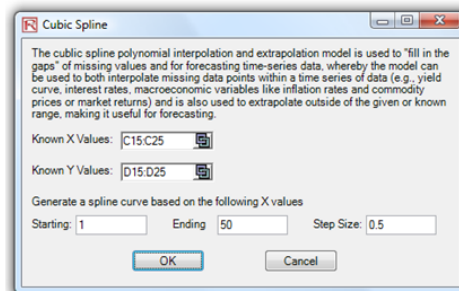 Cubic Spline
The cublic spline polynomial interpolation and extrapolation model is used to "fill in the
gaps" of missing values and for forecasting time-series data, whereby the model can
be used to both interpolate missing data points within a time series of data (e.g., yield
curve, interest rates, macroeconomic variables like inflation rates and commodity
prices or market returns) and is also used to extrapolate outside of the given or known
range, making it useful for forecasting.
Known X Values: C15:C25
Known Y Values: D15:D25
Generate a spline curve based on the following X values
Starting: 1 Ending 50 Step Size: 0.5
OK Cancel